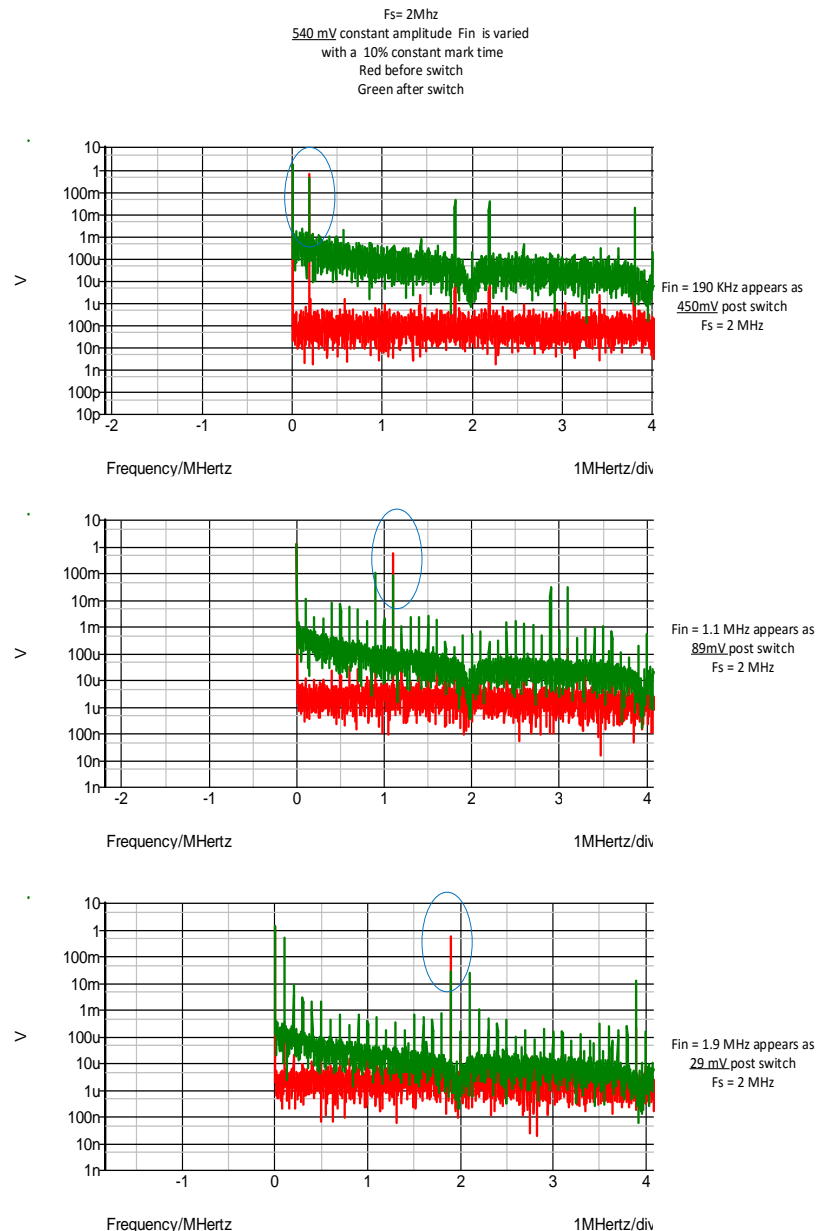 Fs= 2Mhz
540 mV constant amplitude Fin is varied
with a 10% constant mark time
Red before switch
Green after switch
10
1
100m
10m
1m
100u
10u
1u
100n
10n
1n
100p
10p
V
-2
-1
0
1
2
3
4
Frequency/MHertz
1MHertz/div
Fin = 190 KHz appears as
450mV post switch
Fs = 2 MHz
10
1
100m
10m
1m
100u
10u
1u
100n
10n
1n
V
-2
-1
0
1
2
3
4
Frequency/MHertz
1MHertz/div
Fin = 1.1 MHz appears as
89mV post switch
Fs = 2 MHz
10
1
100m
10m
1m
100u
10u
1u
100n
10n
1n
V
-1
0
1
2
3
4
Frequency/MHertz
1MHertz/div
Fin = 1.9 MHz appears as
29 mV post switch
Fs = 2 MHz